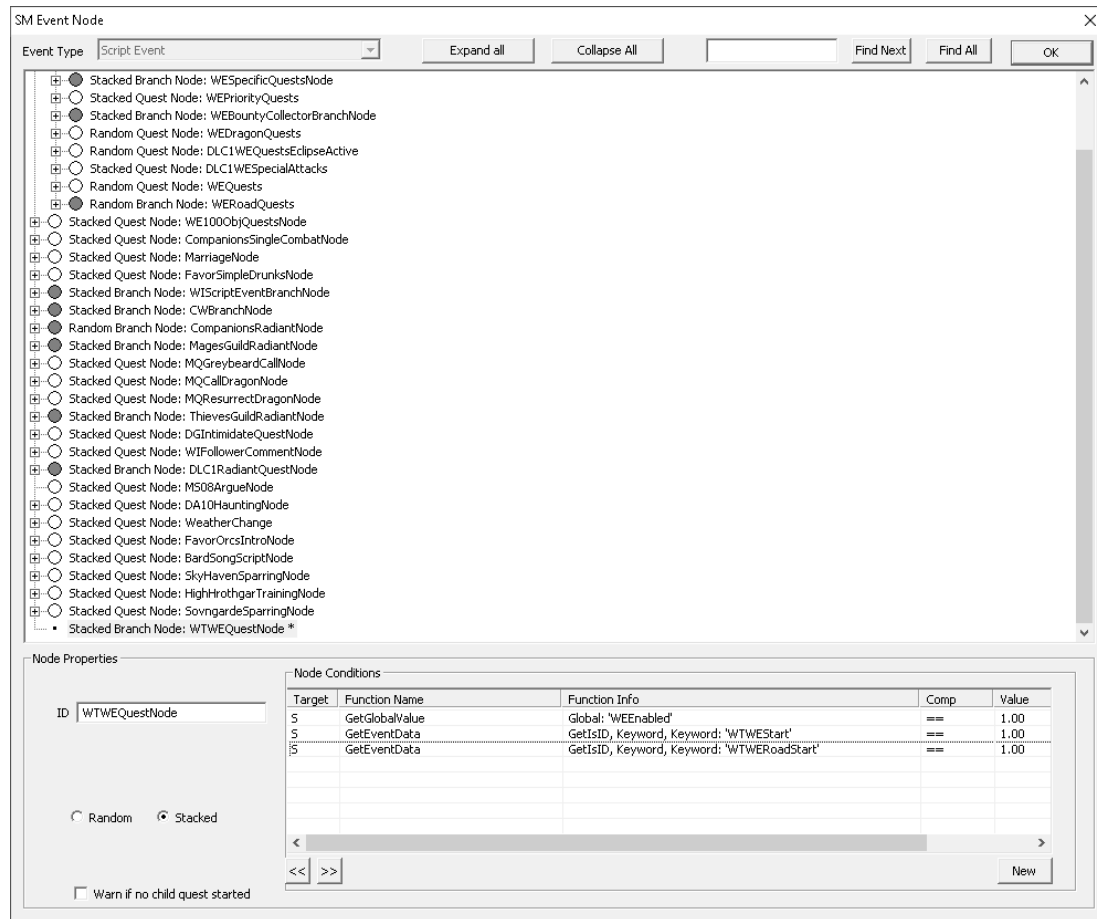 SM Event Node
Event Type Script Event Expand all Collapse All Find Next Find All OK
Stacked Branch Node: WESpecificQuestsNode
Stacked Quest Node: WEPriorityQuests
Stacked Branch Node: WEBountyCollectorBranchNode
Random Quest Node: WEDragonQuests
Random Quest Node: DLC1WEQuestsEclipseActive
Stacked Quest Node: DLC1WESpecialAttacks
Random Quest Node: WEQuests
Random Branch Node: WERoadQuests
Stacked Quest Node: WE100ObjQuestsNode
Stacked Quest Node: CompanionsSingleCombatNode
Stacked Quest Node: MarriageNode
Stacked Quest Node: FavorSimpleDrunksNode
Stacked Branch Node: WIScriptEventBranchNode
Stacked Branch Node: CWBranchNode
Random Branch Node: CompanionsRadiantNode
Stacked Branch Node: MagesGuildRadiantNode
Stacked Quest Node: MQGreybeardCallNode
Stacked Quest Node: MQCallDragonNode
Stacked Quest Node: MQResurrectDragonNode
Stacked Branch Node: ThievesGuildRadiantNode
Stacked Quest Node: DGIntimidateQuestNode
Stacked Quest Node: WIFollowerCommentNode
Stacked Branch Node: DLC1RadiantQuestNode
Stacked Quest Node: MS08ArgueNode
Stacked Quest Node: DA10HauntingNode
Stacked Quest Node: WeatherChange
Stacked Quest Node: FavorOrcsIntroNode
Stacked Quest Node: BardSongScriptNode
Stacked Quest Node: SkyHavenSparringNode
Stacked Quest Node: HighHrothgarTrainingNode
Stacked Quest Node: SovngardeSparringNode
Stacked Branch Node: WTWEQuestNode *
Node Properties
Node Conditions
Target Function Name Function Info Comp Value
ID WTWEQuestNode
S GetGlobalValue Global: 'WEEnabled' == 1.00
S GetEventData GetIsID, Keyword, Keyword: 'WTWEStart' == 1.00
S GetEventData GetIsID, Keyword, Keyword: 'WTWERoadStart' == 1.00
Random Stacked
<< >> New
Warn if no child quest started